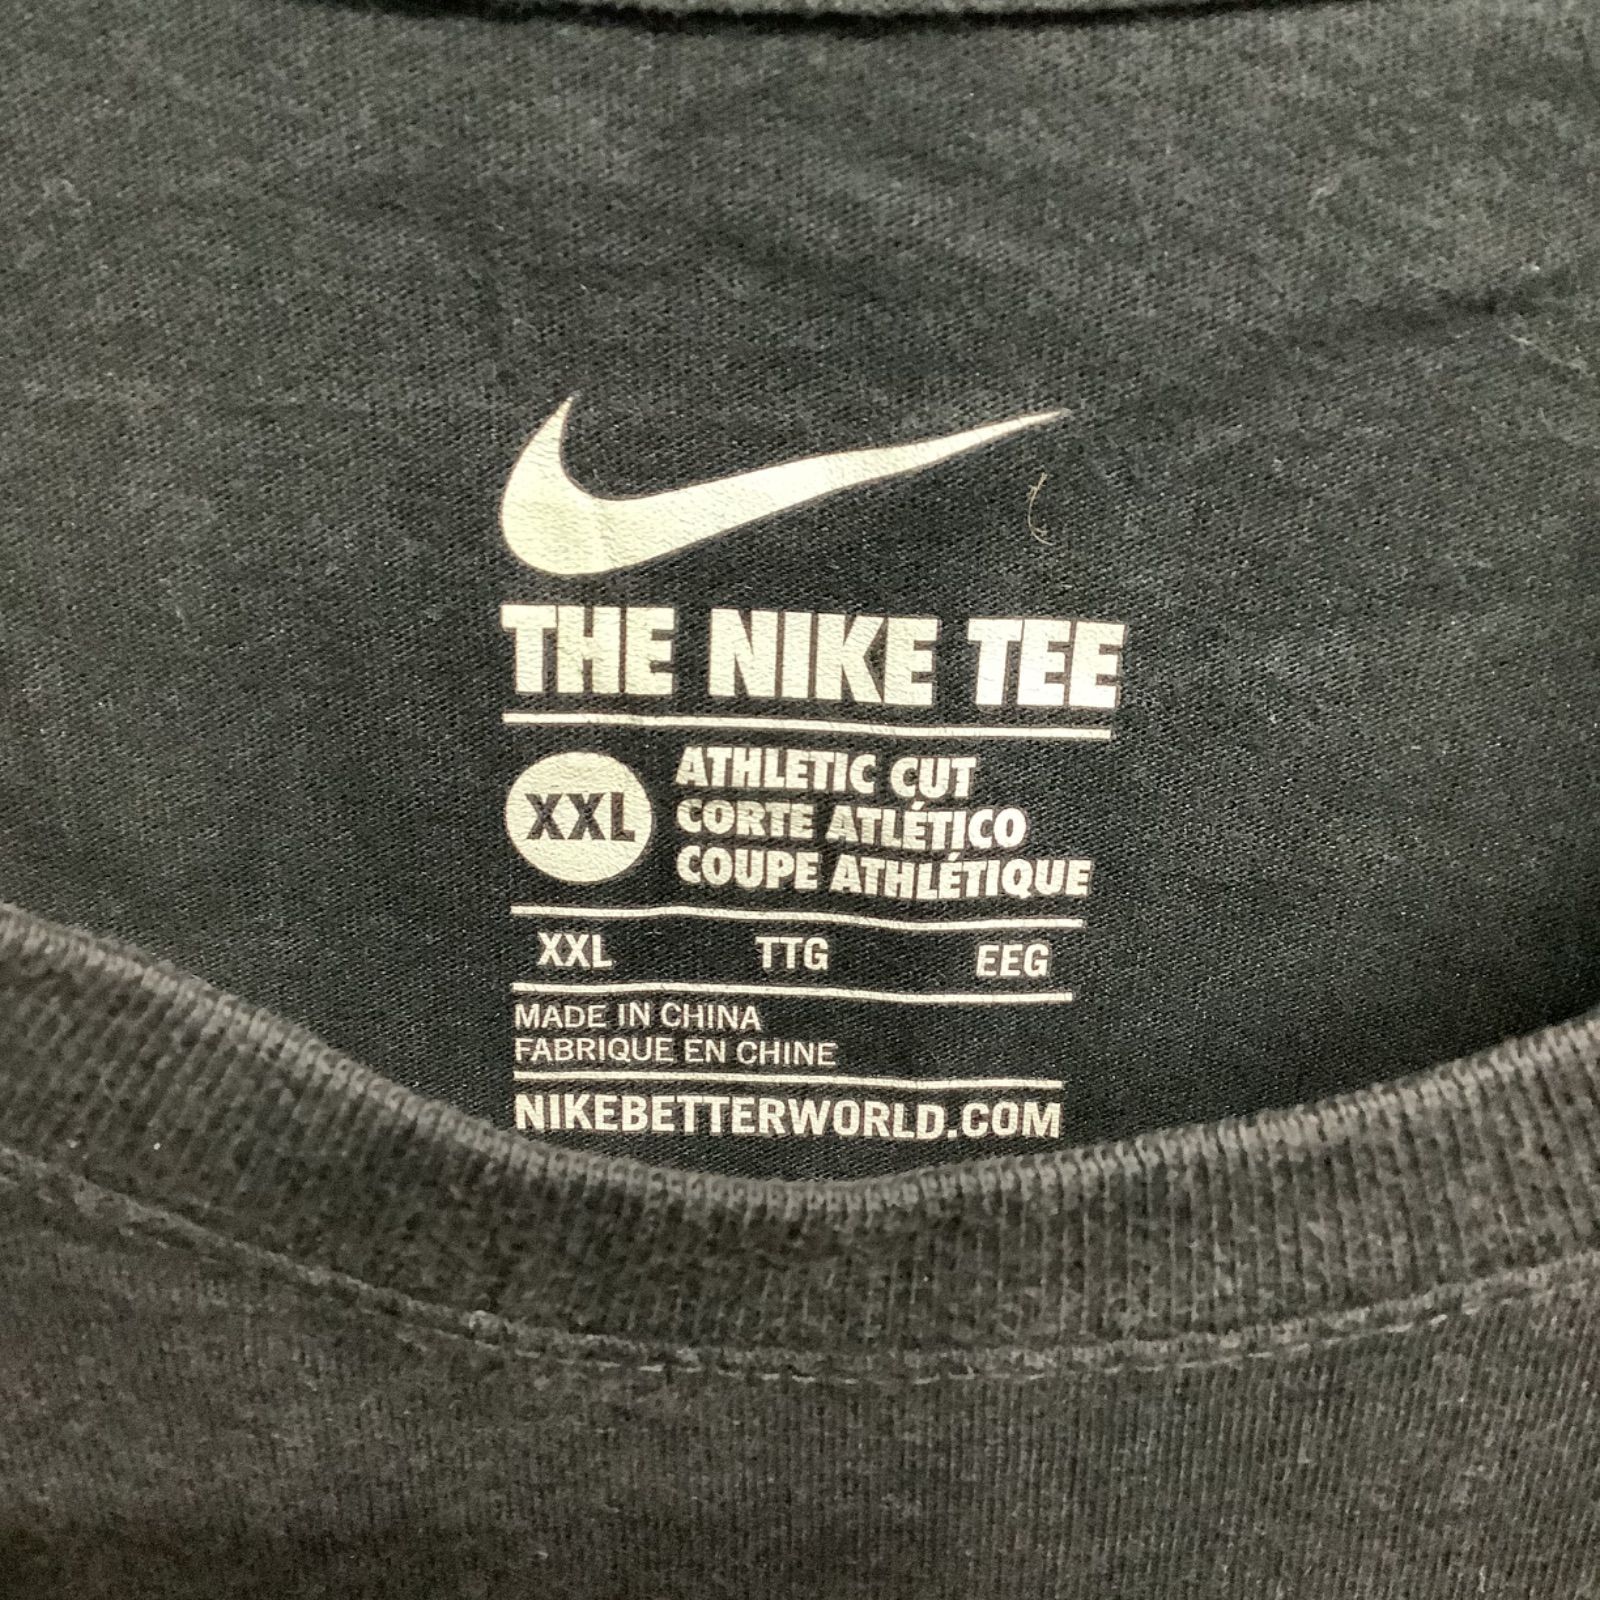 THE NIKE TEE
XXL
ATHLETIC CUT
CORTE ATLÉTICO
COUPE ATHLÉTIQUE
XXL TTG EEG
MADE IN CHINA
FABRIQUE EN CHINE
NIKEBETTERWORLD.COM